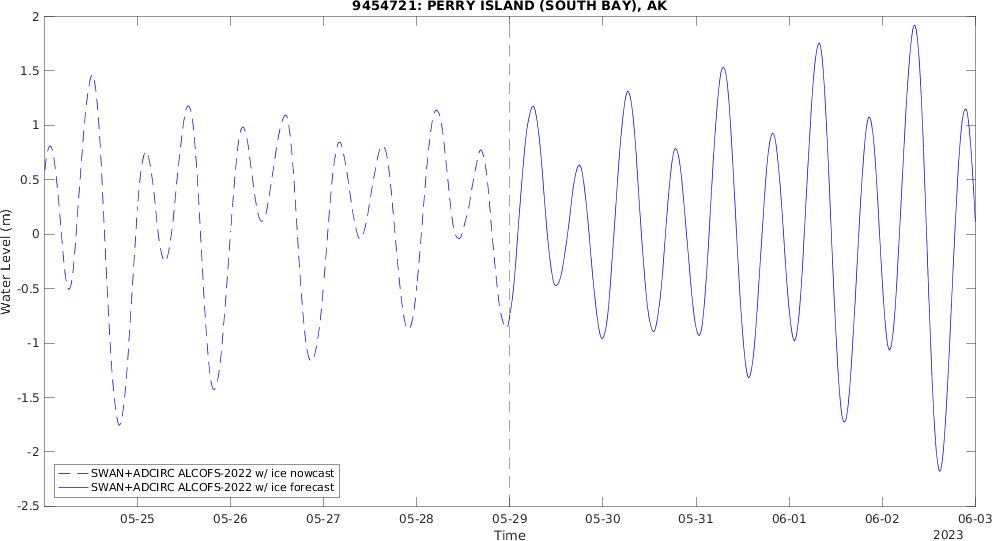 9454721: PERRY ISLAND (SOUTH BAY), AK
2
1.5
1
0.5
0
-0.5
-1
-1.5
-2
-2.5
Water Level (m)
SWAN+ADCIRC ALCOFS-2022 w/ ice nowcast
SWAN+ADCIRC ALCOFS-2022 w/ ice forecast
05-25 05-26 05-27 05-28 05-29 05-30 05-31 06-01 06-02 06-03
Time
2023